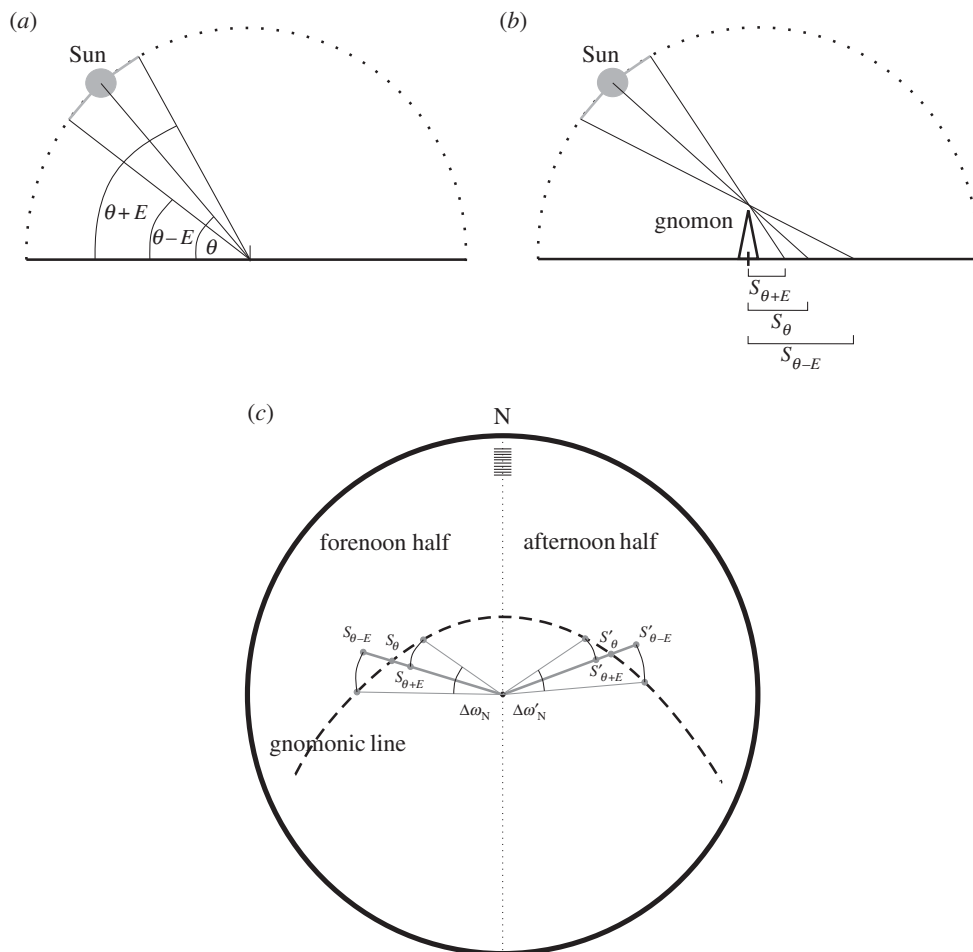 (a)
Sun
θ+E
θ−E
θ
(b)
Sun
gnomon
S_{θ+E}
S_θ
S_{θ−E}
(c)
N
forenoon half
afternoon half
S_{θ−E}
S_θ
S_{θ+E}
S′_θ
S′_{θ−E}
S′_{θ+E}
Δω_N
Δω′_N
gnomonic line